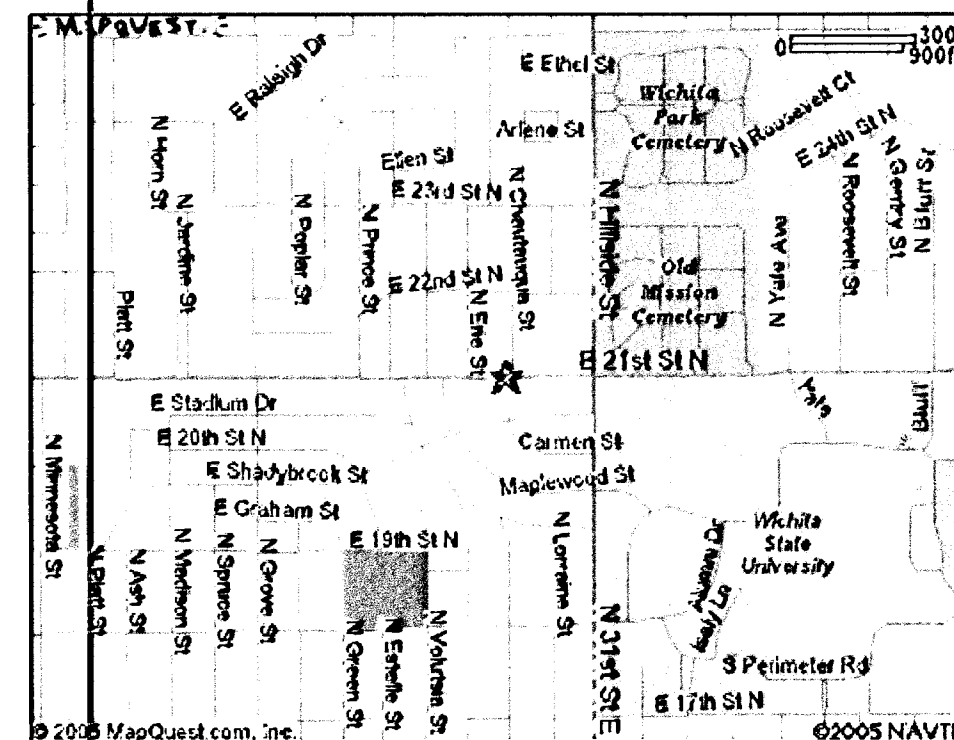 MAPQUEST.
0 300
900f
E Raleigh Dr
E Ethel St
Wichita
Park
Cemetery
N Roosevelt Ct
Arlene St
E 24th St N
N Horn St
Ellen St
E 23rd St N
N Jardine St
N Poplar St
N Prince St
N Chautauqua St
N Hillside St
N Roosevelt St
N Gentry St
N Bluff St
N Yale Ave
Old
Mission
Cemetery
E 22nd St N
N Erie St
Platt St
E 21st St N
Yale
Bluff
E Stadium Dr
E 20th St N
Carmen St
E Shadybrook St
Maplewood St
N Minnesota St
E Graham St
E 19th St N
Wichita
State
University
Alumni Dr
Isely Ln
N Platt St
N Ash St
N Madison St
N Spruce St
N Grove St
N Lorraine St
N Green St
N Estelle St
N Volutsia St
N 31st St E
S Perimeter Rd
E 17th St N
© 2005 MapQuest.com, Inc.
©2005 NAVTE